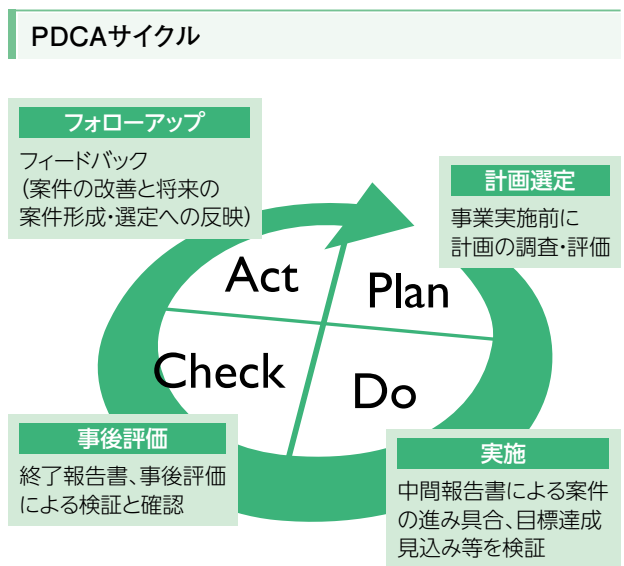 PDCAサイクル
フォローアップ
フィードバック
（案件の改善と将来の
案件形成・選定への反映）
計画選定
事業実施前に
計画の調査・評価
Act
Plan
Check
Do
事後評価
終了報告書、事後評価
による検証と確認
実施
中間報告書による案件
の進み具合、目標達成
見込み等を検証